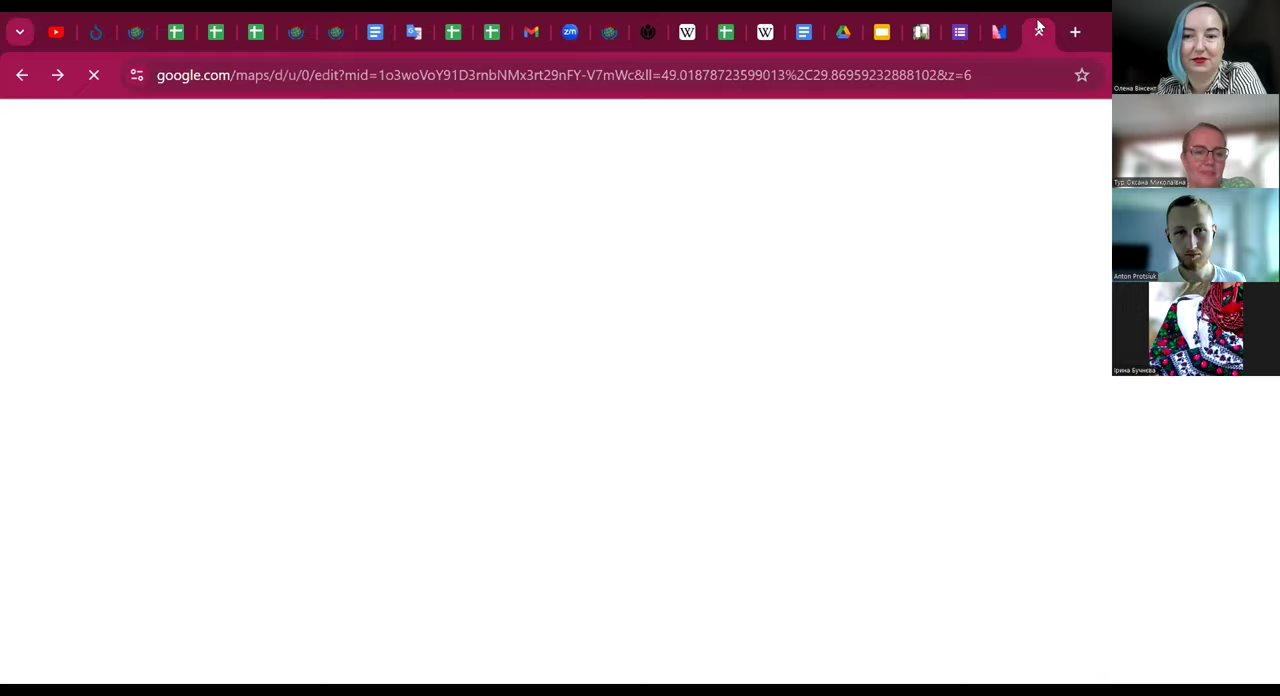 google.com/maps/d/u/0/edit?mid=1o3woVoY91D3rnbNMx3rt29nFY-V7mWc&ll=49.01878723599013%2C29.86959232888102&z=6
Олена Вінсент
Тур Оксана Миколаївна
Anton Protsiuk
Ірина Бучнєва